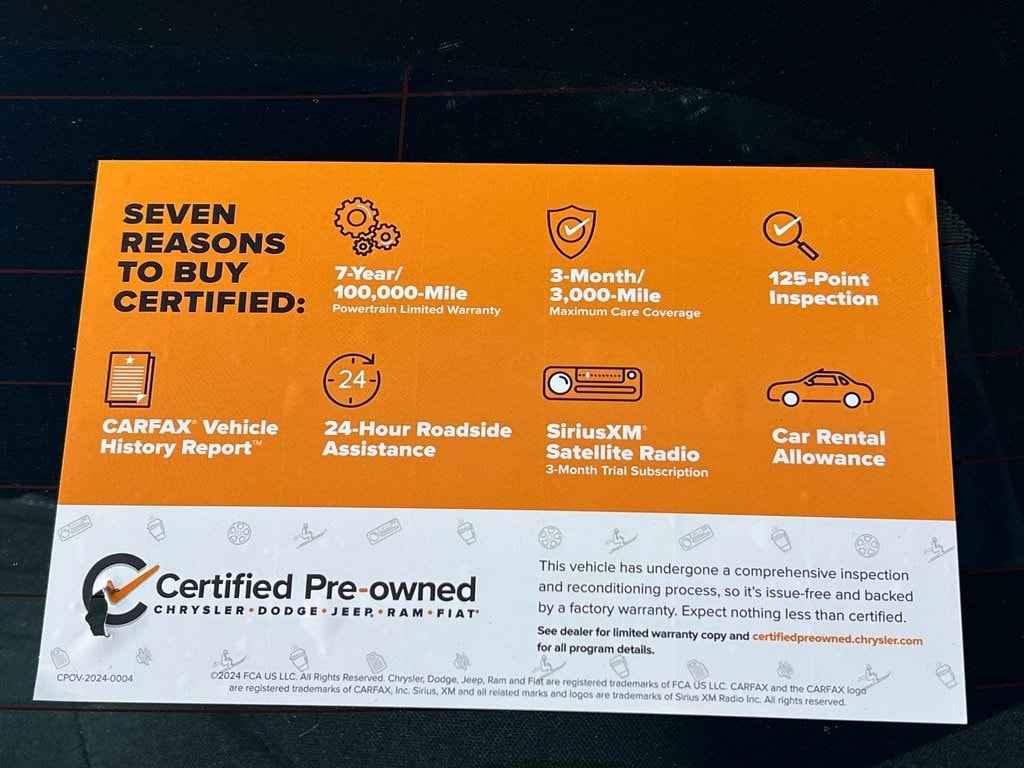 SEVEN
REASONS
TO BUY
CERTIFIED:
7-Year/
100,000-Mile
Powertrain Limited Warranty
3-Month/
3,000-Mile
Maximum Care Coverage
125-Point
Inspection
CARFAX® Vehicle
History Report™
24
24-Hour Roadside
Assistance
SiriusXM®
Satellite Radio
3-Month Trial Subscription
Car Rental
Allowance
Certified Pre-owned
CHRYSLER • DODGE • JEEP® • RAM • FIAT®
This vehicle has undergone a comprehensive inspection
and reconditioning process, so it's issue-free and backed
by a factory warranty. Expect nothing less than certified.
See dealer for limited warranty copy and certifiedpreowned.chrysler.com
for all program details.
CPOV-2024-0004
©2024 FCA US LLC. All Rights Reserved. Chrysler, Dodge, Jeep, Ram and Fiat are registered trademarks of FCA US LLC. CARFAX and the CARFAX logo
are registered trademarks of CARFAX, Inc. Sirius, XM and all related marks and logos are trademarks of Sirius XM Radio Inc. All rights reserved.